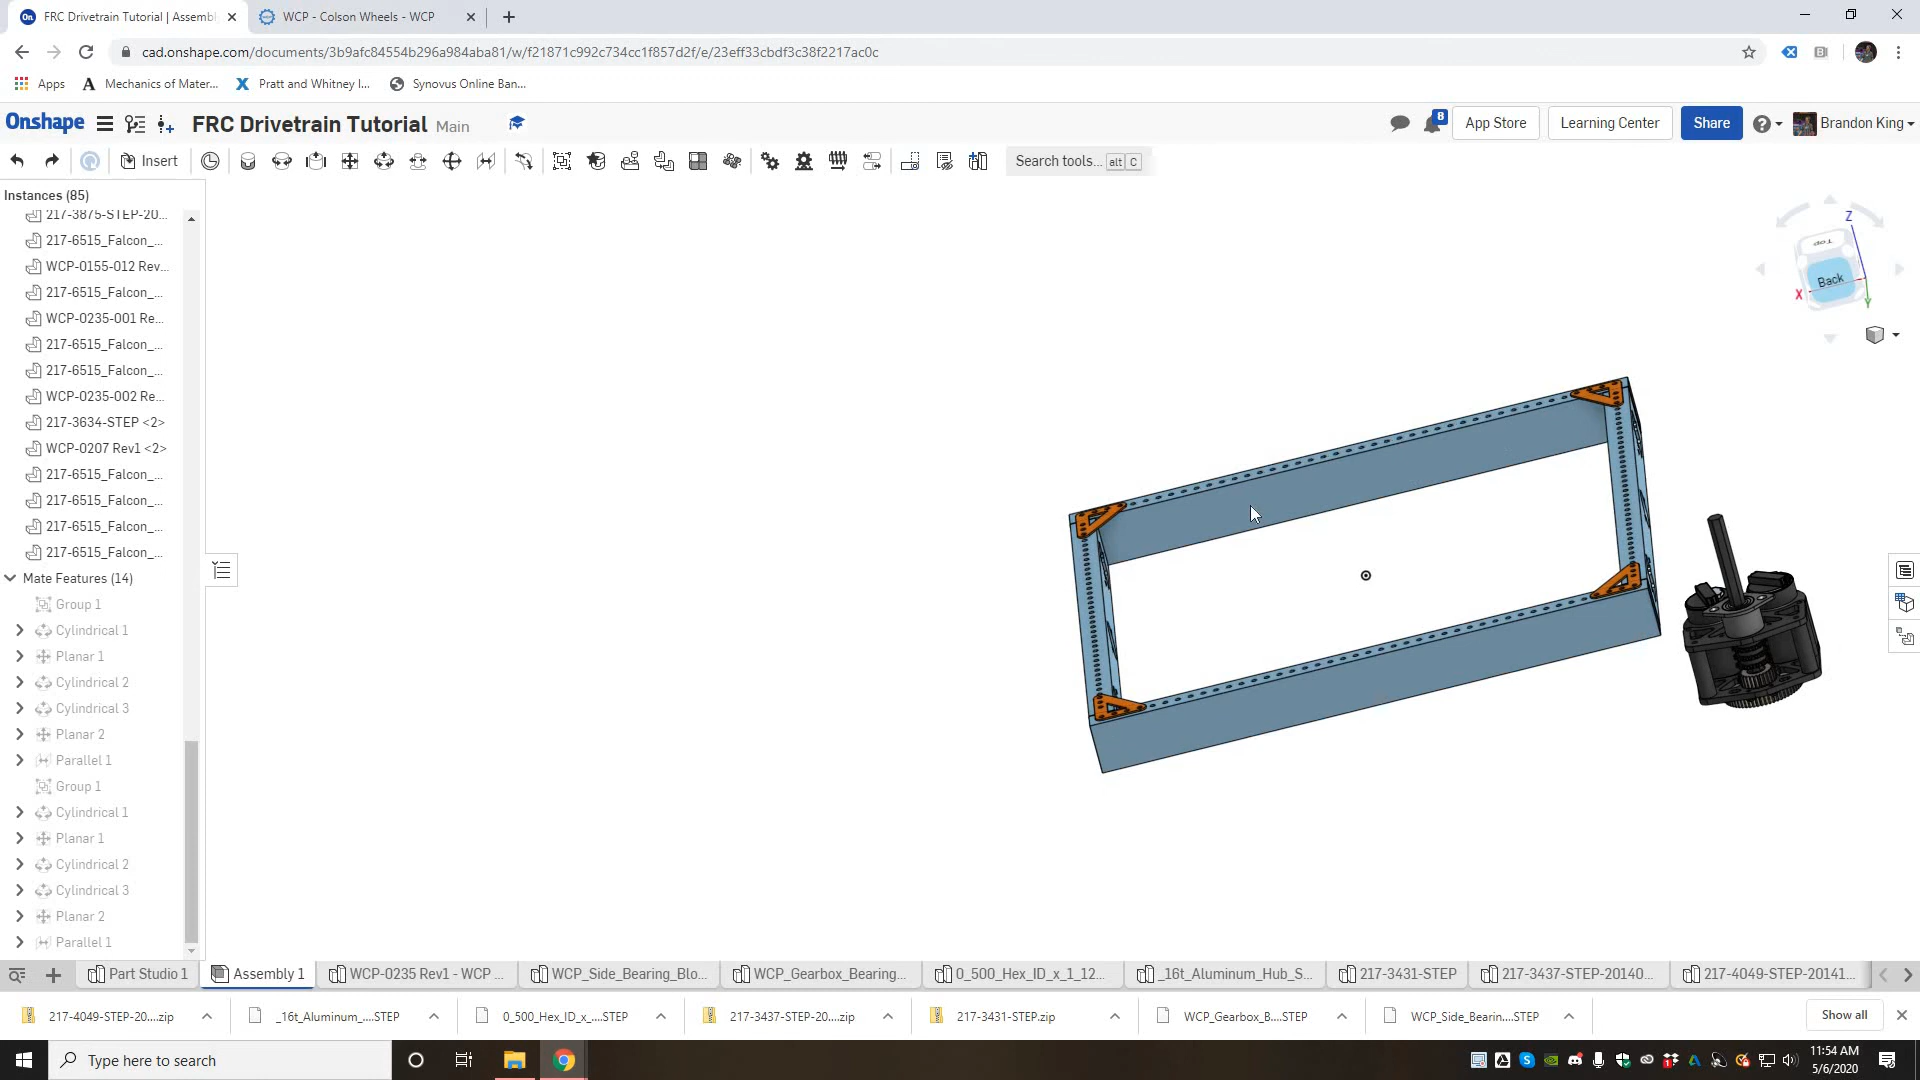 FRC Drivetrain Tutorial | Assembl
WCP - Colson Wheels - WCP
cad.onshape.com/documents/3b9afc84554b296a984aba81/w/f21871c992c734cc1f857d2f/e/23eff33cbdf3c38f2217ac0c
Apps
Mechanics of Mater...
Pratt and Whitney I...
Synovus Online Ban...
Onshape
FRC Drivetrain Tutorial Main
8
App Store
Learning Center
Share
Brandon King
Insert
Search tools... alt C
Instances (85)
217-3875-STEP-20...
217-6515_Falcon_...
WCP-0155-012 Rev...
217-6515_Falcon_...
WCP-0235-001 Re...
217-6515_Falcon_...
217-6515_Falcon_...
WCP-0235-002 Re...
217-3634-STEP <2>
WCP-0207 Rev1 <2>
217-6515_Falcon_...
217-6515_Falcon_...
217-6515_Falcon_...
217-6515_Falcon_...
Mate Features (14)
Group 1
Cylindrical 1
Planar 1
Cylindrical 2
Cylindrical 3
Planar 2
Parallel 1
Group 1
Cylindrical 1
Planar 1
Cylindrical 2
Cylindrical 3
Planar 2
Parallel 1
Z
Top
Back
X
Y
Part Studio 1
Assembly 1
WCP-0235 Rev1 - WCP ...
WCP_Side_Bearing_Blo...
WCP_Gearbox_Bearing...
0_500_Hex_ID_x_1_12...
_16t_Aluminum_Hub_S...
217-3431-STEP
217-3437-STEP-20140...
217-4049-STEP-20141...
217-4049-STEP-20....zip
_16t_Aluminum_....STEP
0_500_Hex_ID_x_....STEP
217-3437-STEP-20....zip
217-3431-STEP.zip
WCP_Gearbox_B....STEP
WCP_Side_Bearin....STEP
Show all
Type here to search
11:54 AM
5/6/2020